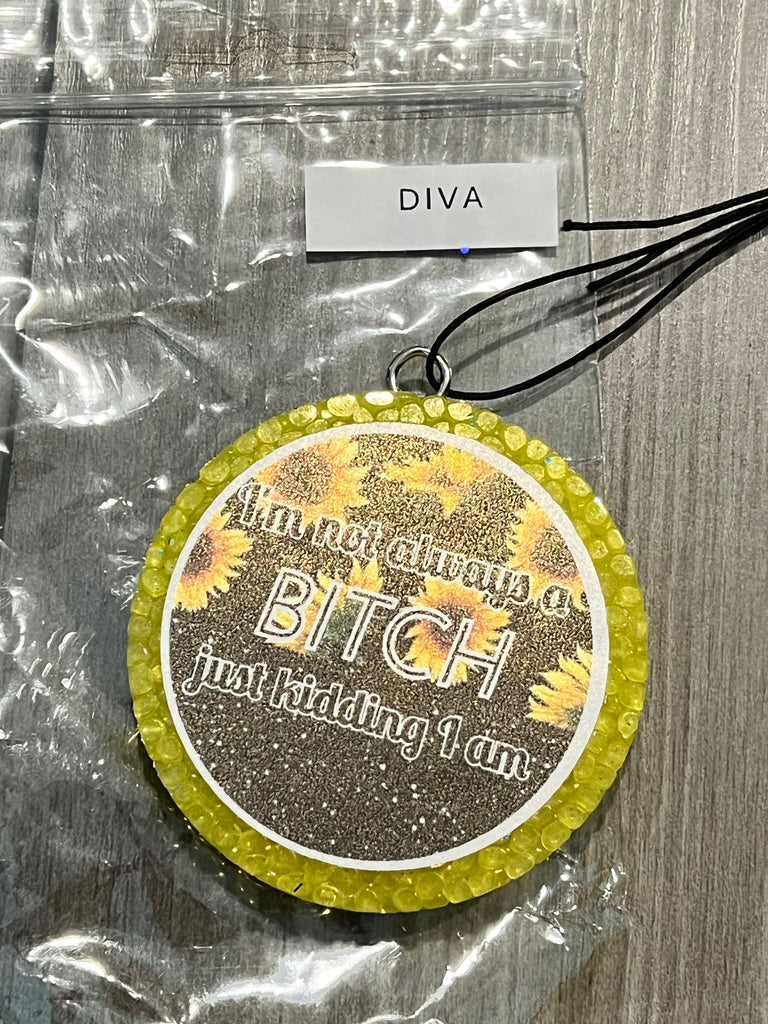 DIVA
I'm not always a
BITCH
just kidding I am